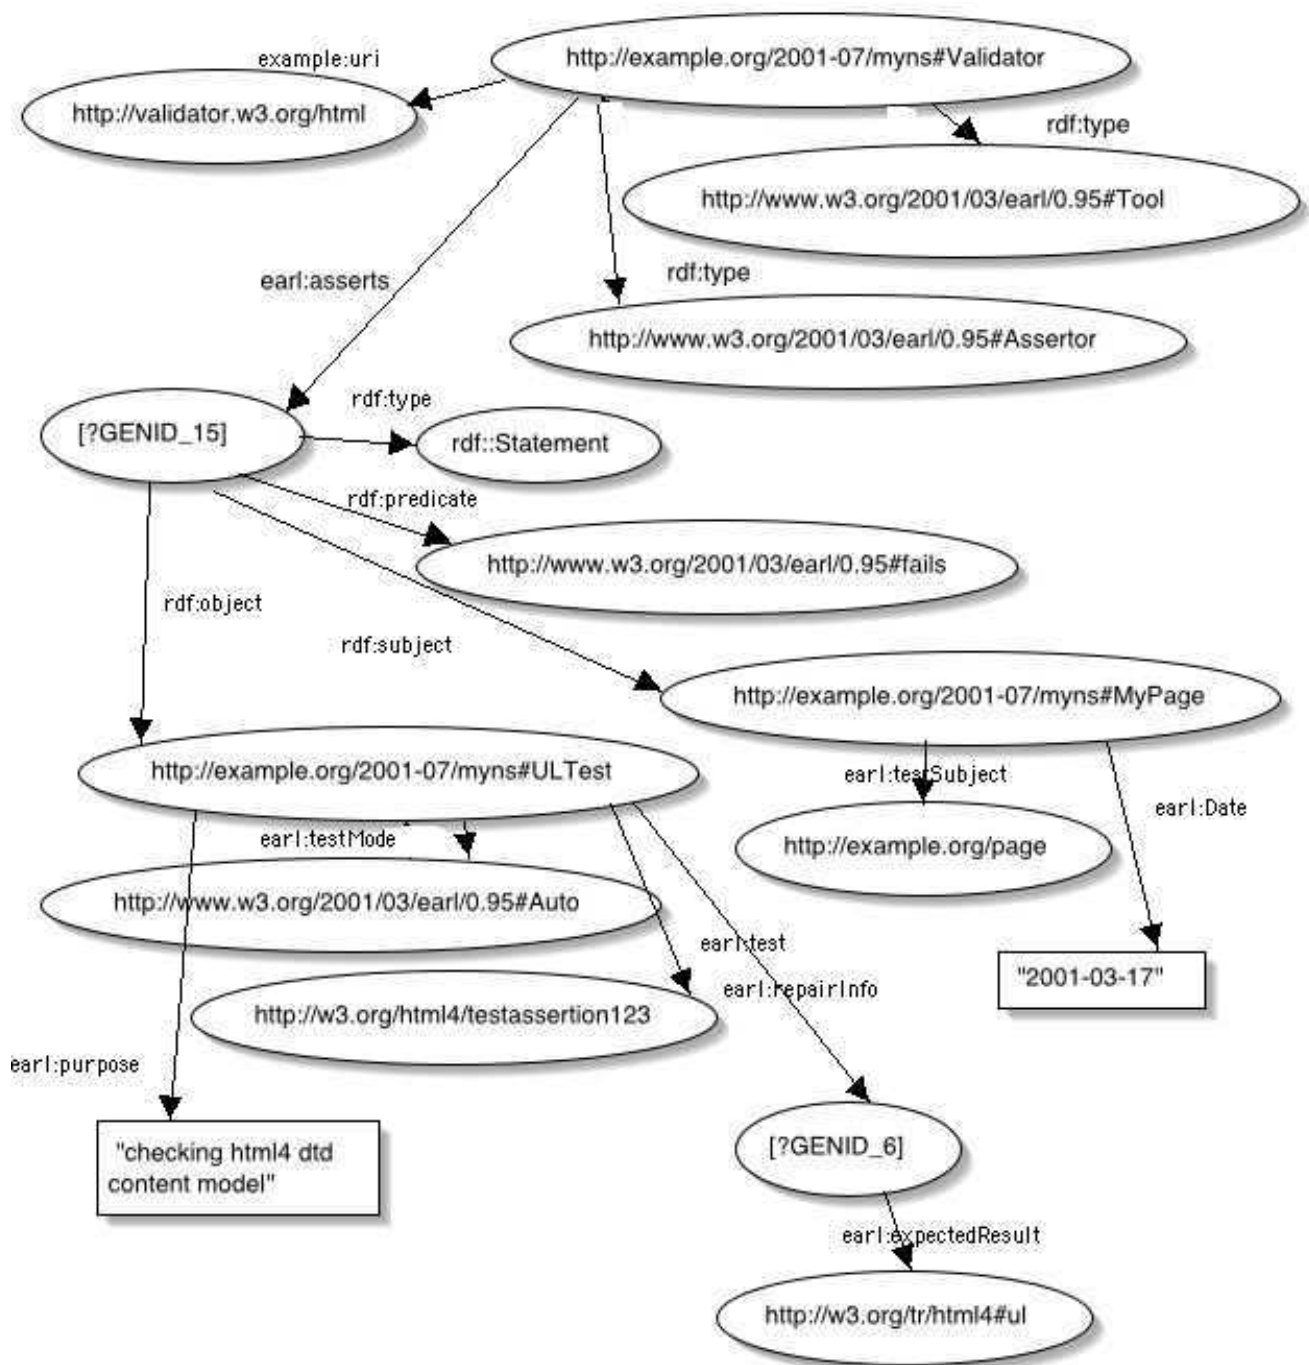 http://example.org/2001-07/myns#Validator
example:uri
http://validator.w3.org/html
rdf:type
http://www.w3.org/2001/03/earl/0.95#Tool
rdf:type
earl:asserts
http://www.w3.org/2001/03/earl/0.95#Assertor
rdf:type
[?GENID_15]
rdf::Statement
rdf:predicate
http://www.w3.org/2001/03/earl/0.95#fails
rdf:object
rdf:subject
http://example.org/2001-07/myns#MyPage
http://example.org/2001-07/myns#ULTest
earl:testSubject
earl:Date
earl:testMode
http://example.org/page
http://www.w3.org/2001/03/earl/0.95#Auto
earl:test
"2001-03-17"
earl:repairInfo
http://w3.org/html4/testassertion123
earl:purpose
"checking html4 dtd
content model"
[?GENID_6]
earl:expectedResult
http://w3.org/tr/html4#ul